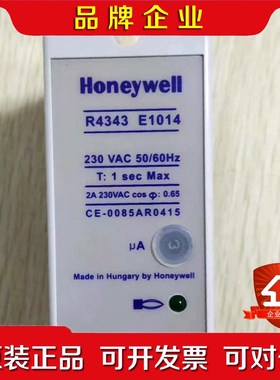 品牌企业
Honeywell
R4343 E1014
230 VAC 50/60Hz
T: 1 sec Max
2A 230VAC cos Φ: 0.65
CE-0085AR0415
µA
Made in Hungary by Honeywell
企业
原装正品 可开发票 可对